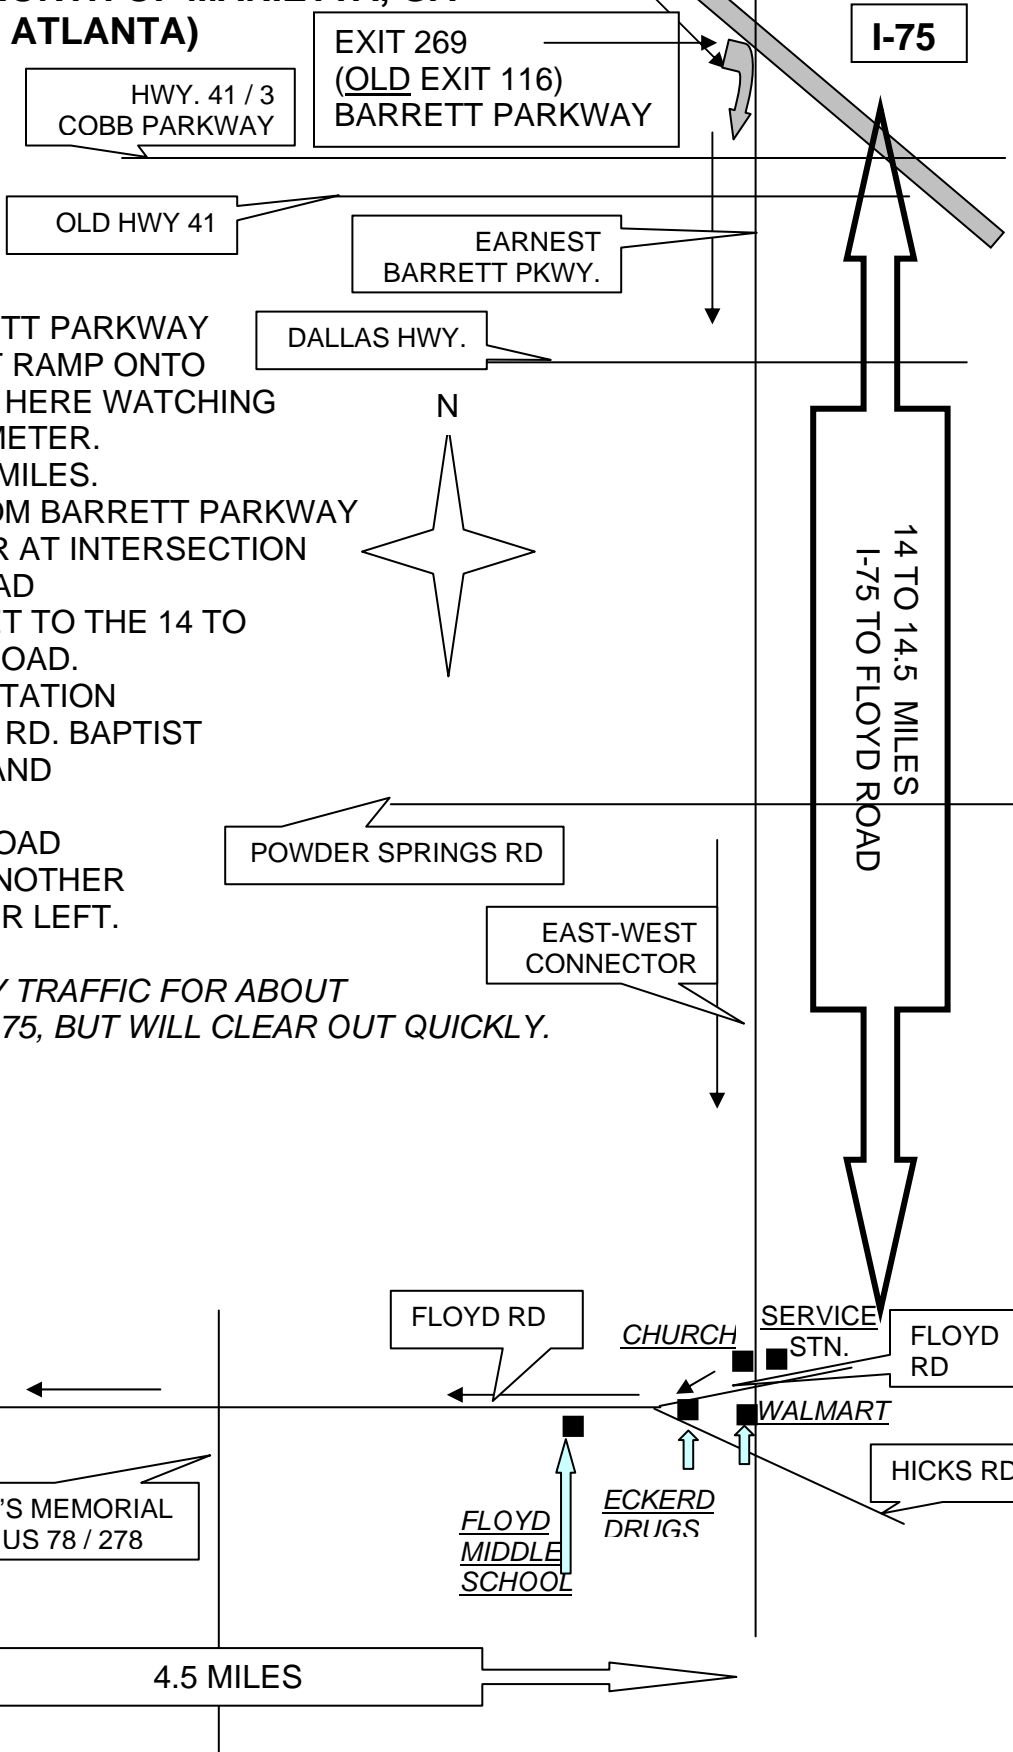 ATLANTA)
I-75
EXIT 269
(OLD EXIT 116)
BARRETT PARKWAY
HWY. 41 / 3
COBB PARKWAY
OLD HWY 41
EARNEST
BARRETT PKWY.
DALLAS HWY.
TT PARKWAY
RAMP ONTO
HERE WATCHING
METER.
MILES.
OM BARRETT PARKWAY
R AT INTERSECTION
AD
ET TO THE 14 TO
OAD.
TATION
RD. BAPTIST
AND
OAD
NOTHER
R LEFT.
Y TRAFFIC FOR ABOUT
75, BUT WILL CLEAR OUT QUICKLY.
N
14 TO 14.5 MILES
I-75 TO FLOYD ROAD
POWDER SPRINGS RD
EAST-WEST
CONNECTOR
FLOYD RD
CHURCH
SERVICE
STN.
FLOYD
RD
WALMART
HICKS RD
'S MEMORIAL
US 78 / 278
ECKERD
DRUGS
FLOYD
MIDDLE
SCHOOL
4.5 MILES